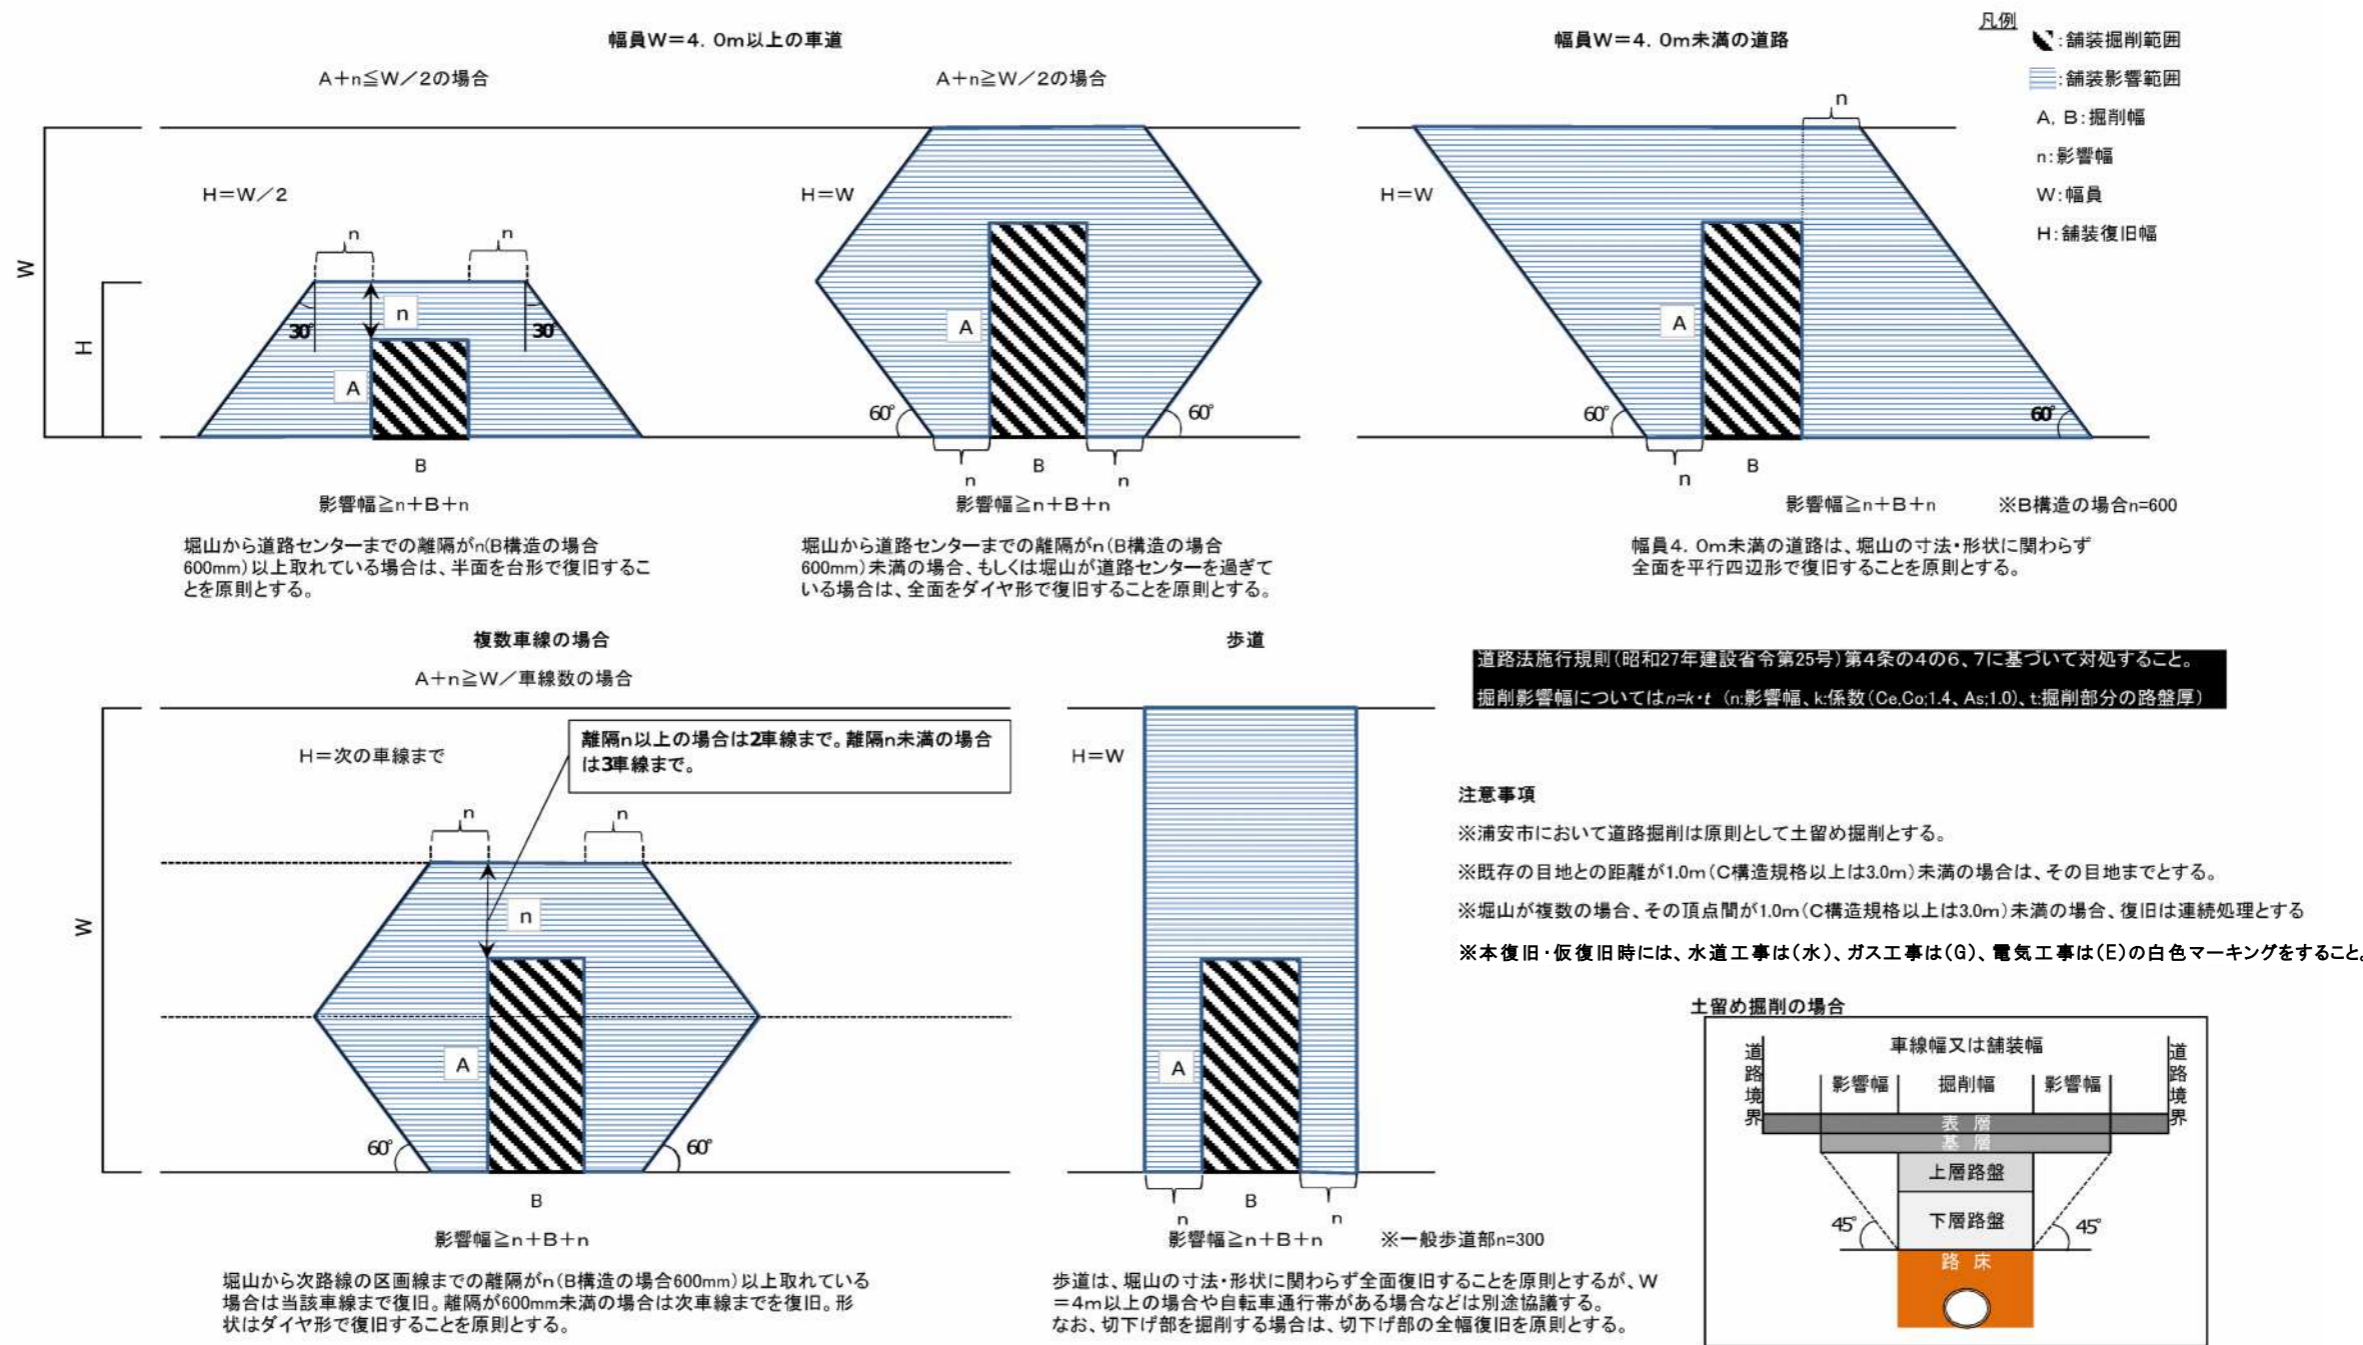 幅員W=4．0m以上の車道
A+n≦W／2の場合
A+n≧W／2の場合
幅員W=4．0m未満の道路
凡例
:舗装掘削範囲
:舗装影響範囲
A, B:掘削幅
n:影響幅
W:幅員
H:舗装復旧幅
W
H
H=W／2
n
n
n
30°
30°
A
B
影響幅≧n+B+n
堀山から道路センターまでの離隔がn(B構造の場合
600mm)以上取れている場合は、半面を台形で復旧するこ
とを原則とする。
H=W
A
60°
60°
n
B
n
影響幅≧n+B+n
堀山から道路センターまでの離隔がn(B構造の場合
600mm)未満の場合、もしくは堀山が道路センターを過ぎて
いる場合は、全面をダイヤ形で復旧することを原則とする。
n
H=W
A
60°
60°
n
B
影響幅≧n+B+n
※B構造の場合n=600
幅員4．0m未満の道路は、堀山の寸法・形状に関わらず
全面を平行四辺形で復旧することを原則とする。
複数車線の場合
A+n≧W／車線数の場合
W
H=次の車線まで
離隔n以上の場合は2車線まで。離隔n未満の場合
は3車線まで。
n
n
n
A
60°
60°
B
影響幅≧n+B+n
堀山から次路線の区画線までの離隔がn(B構造の場合600mm)以上取れている
場合は当該車線まで復旧。離隔が600mm未満の場合は次車線までを復旧。形
状はダイヤ形で復旧することを原則とする。
歩道
H=W
A
n
B
n
影響幅≧n+B+n
※一般歩道部n=300
歩道は、堀山の寸法・形状に関わらず全面復旧することを原則とするが、W
=4m以上の場合や自転車通行帯がある場合などは別途協議する。
なお、切下げ部を掘削する場合は、切下げ部の全幅復旧を原則とする。
道路法施行規則(昭和27年建設省令第25号)第4条の4の6、7に基づいて対処すること。
掘削影響幅についてはn=k・t (n:影響幅、k:係数(Ce,Co;1.4、As;1.0)、t:掘削部分の路盤厚)
注意事項
※浦安市において道路掘削は原則として土留め掘削とする。
※既存の目地との距離が1.0m(C構造規格以上は3.0m)未満の場合は、その目地までとする。
※堀山が複数の場合、その頂点間が1.0m(C構造規格以上は3.0m)未満の場合、復旧は連続処理とする
※本復旧・仮復旧時には、水道工事は(水)、ガス工事は(G)、電気工事は(E)の白色マーキングをすること。
土留め掘削の場合
道路境界
車線幅又は舗装幅
道路境界
影響幅
掘削幅
影響幅
表 層
基 層
上層路盤
下層路盤
45°
45°
路 床